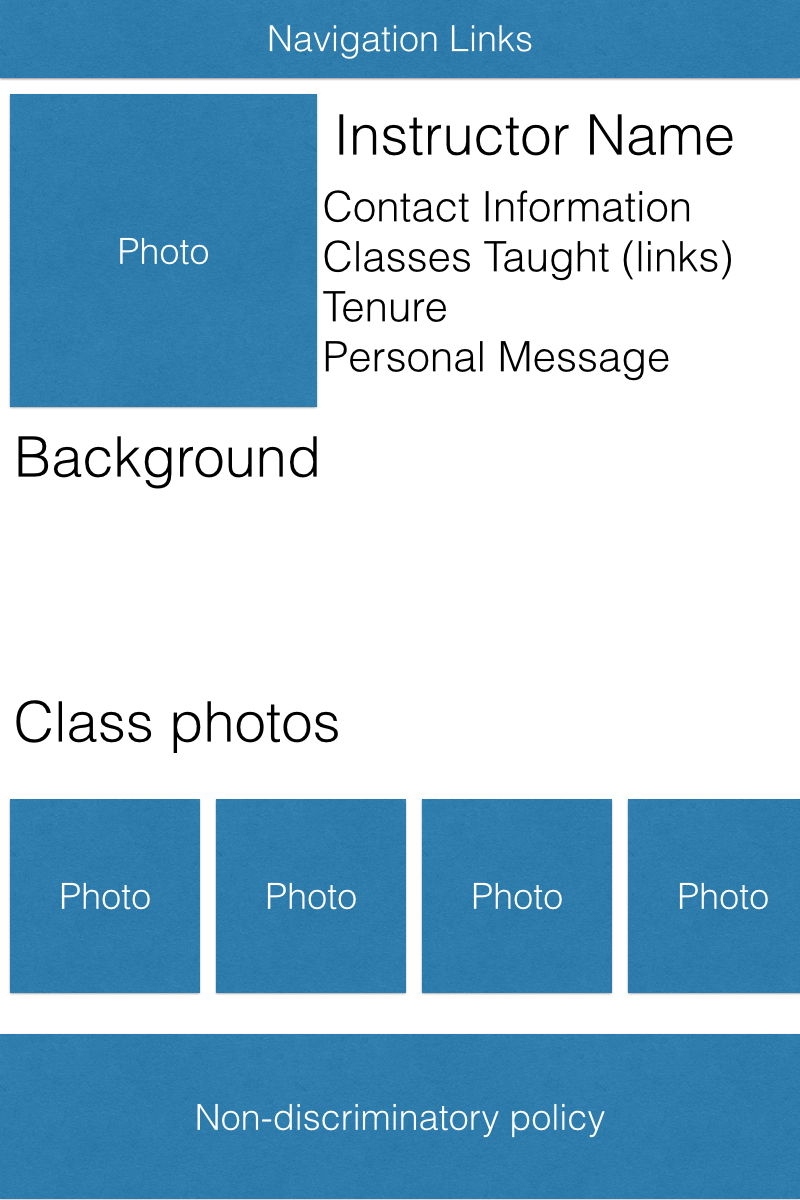 Navigation Links
Instructor Name
Photo
Contact Information
Classes Taught (links)
Tenure
Personal Message
Background
Class photos
Photo
Photo
Photo
Photo
Non-discriminatory policy